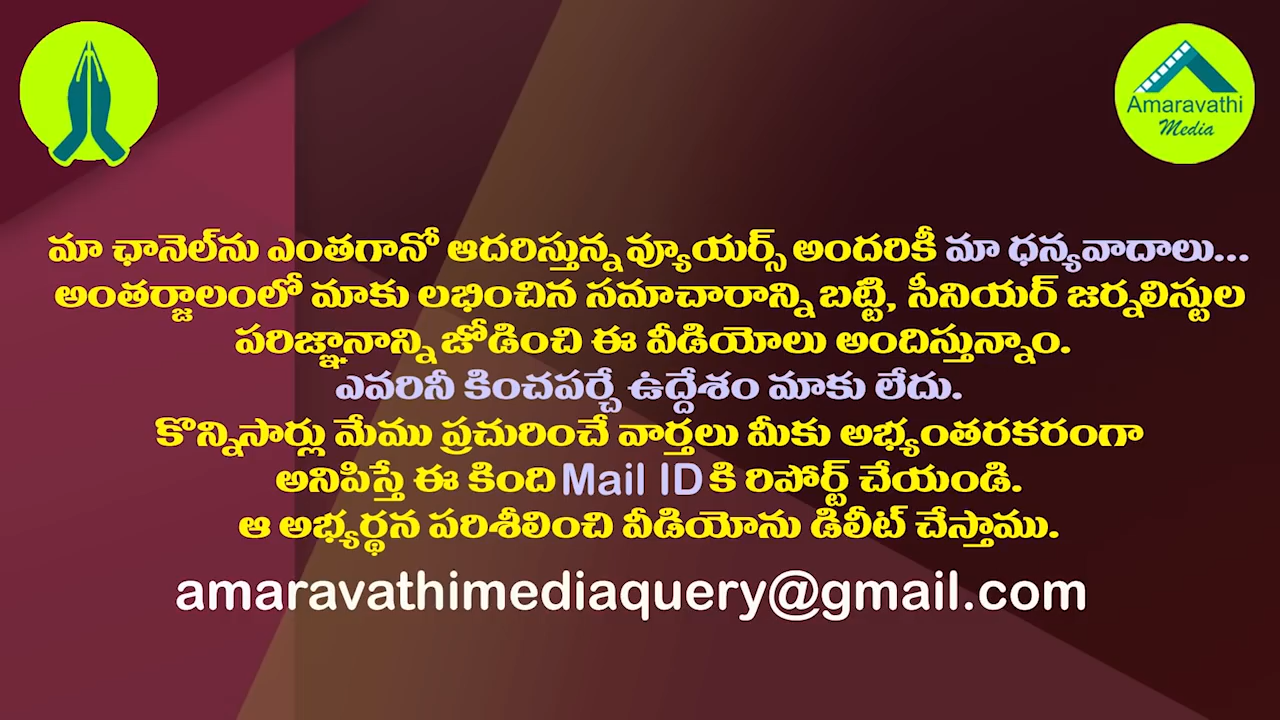 Amaravathi
Media
మా ఛానెల్‌ను ఎంతగానో ఆదరిస్తున్న వ్యూయర్స్ అందరికీ మా ధన్యవాదాలు...
అంతర్జాలంలో మాకు లభించిన సమాచారాన్ని బట్టి, సీనియర్ జర్నలిస్టుల
పరిజ్ఞానాన్ని జోడించి ఈ వీడియోలు అందిస్తున్నాం.
ఎవరినీ కించపర్చే ఉద్దేశం మాకు లేదు.
కొన్నిసార్లు మేము ప్రచురించే వార్తలు మీకు అభ్యంతరకరంగా
అనిపిస్తే ఈ కింది Mail ID కి రిపోర్ట్ చేయండి.
ఆ అభ్యర్థన పరిశీలించి వీడియోను డిలీట్ చేస్తాము.
amaravathimediaquery@gmail.com